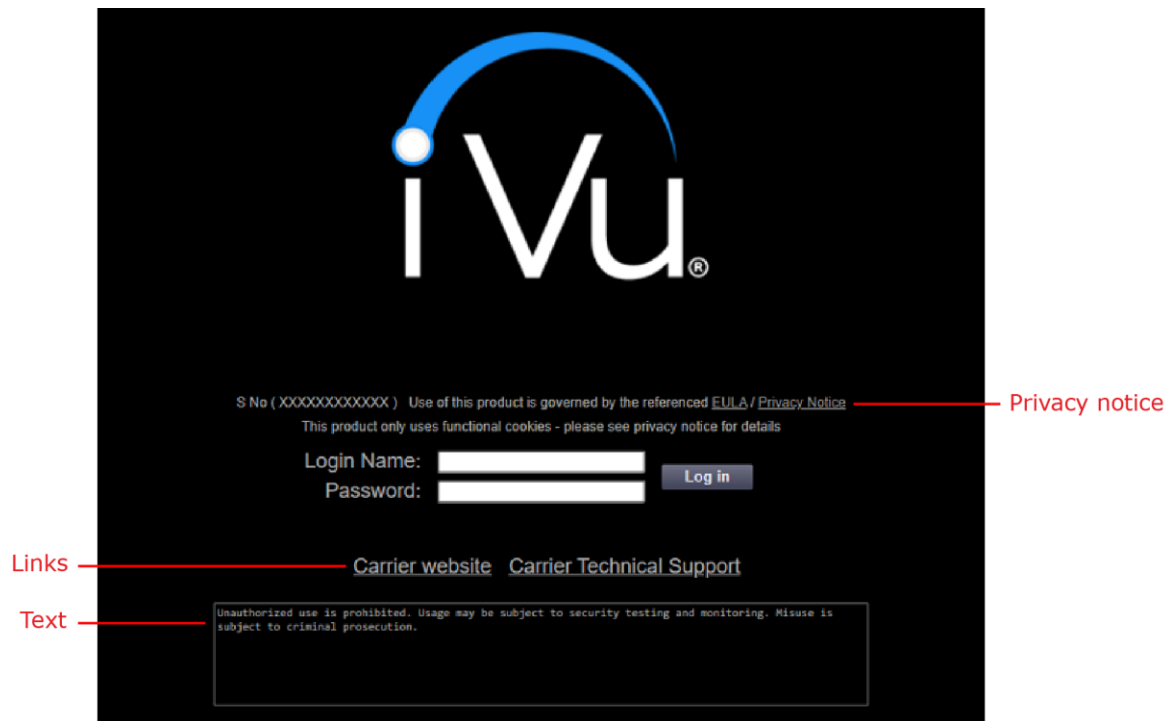 i Vu®
S No ( XXXXXXXXXXXX )   Use of this product is governed by the referenced EULA / Privacy Notice
Privacy notice
This product only uses functional cookies - please see privacy notice for details
Login Name:
Log in
Password:
Links
Carrier website   Carrier Technical Support
Text
Unauthorized use is prohibited. Usage may be subject to security testing and monitoring. Misuse is
subject to criminal prosecution.